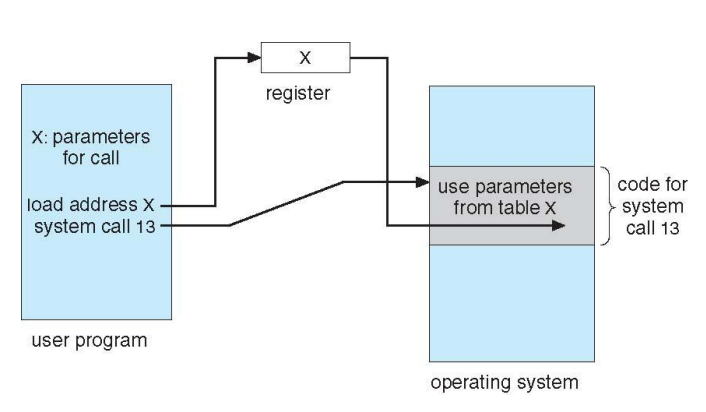 X
register
X: parameters
for call
load address X
system call 13
user program
use parameters
from table X
code for
system
call 13
operating system